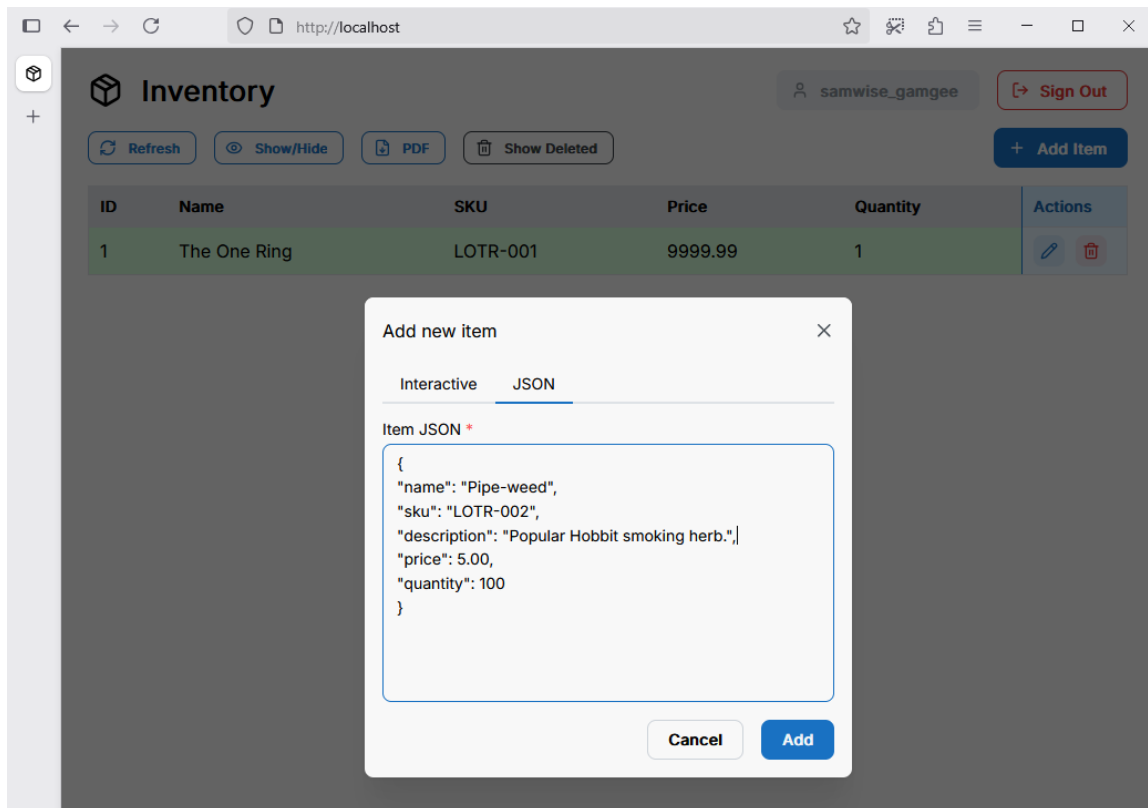 http://localhost
Inventory
samwise_gamgee
Sign Out
Refresh
Show/Hide
PDF
Show Deleted
+ Add Item
ID Name SKU Price Quantity Actions
1 The One Ring LOTR-001 9999.99 1
Add new item
Interactive JSON
Item JSON *
{
"name": "Pipe-weed",
"sku": "LOTR-002",
"description": "Popular Hobbit smoking herb.",
"price": 5.00,
"quantity": 100
}
Cancel Add